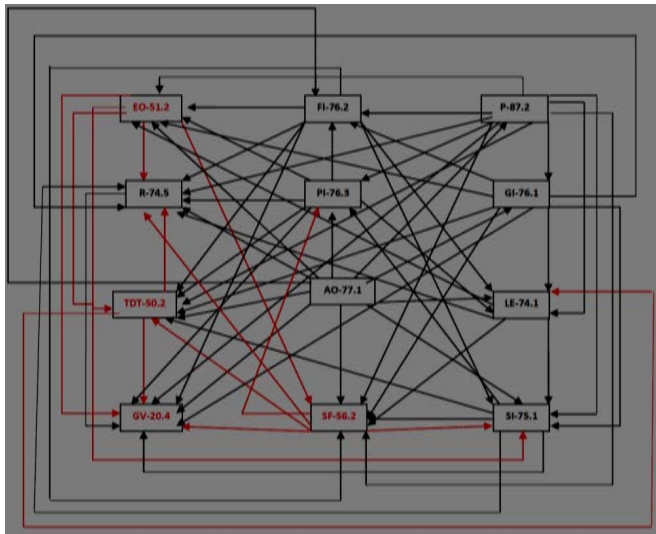 EO-51.2 FI-76.2 P-87.2
R-74.5 PI-76.3 GI-76.1
TDT-50.2 AO-77.1 LE-74.1
GV-20.4 SF-56.2 SI-75.1